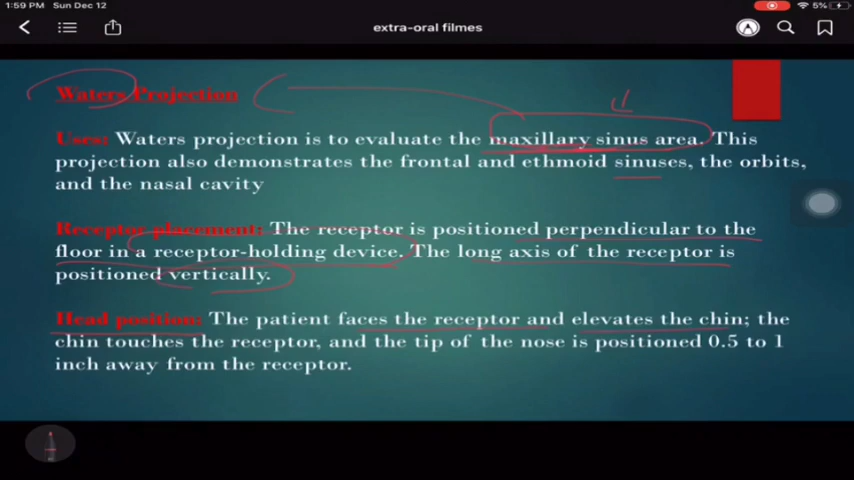 1:59 PM Sun Dec 12
5%
extra-oral filmes
Waters Projection
Uses: Waters projection is to evaluate the maxillary sinus area. This
projection also demonstrates the frontal and ethmoid sinuses, the orbits,
and the nasal cavity
Receptor placement: The receptor is positioned perpendicular to the
floor in a receptor-holding device. The long axis of the receptor is
positioned vertically.
Head position: The patient faces the receptor and elevates the chin; the
chin touches the receptor, and the tip of the nose is positioned 0.5 to 1
inch away from the receptor.